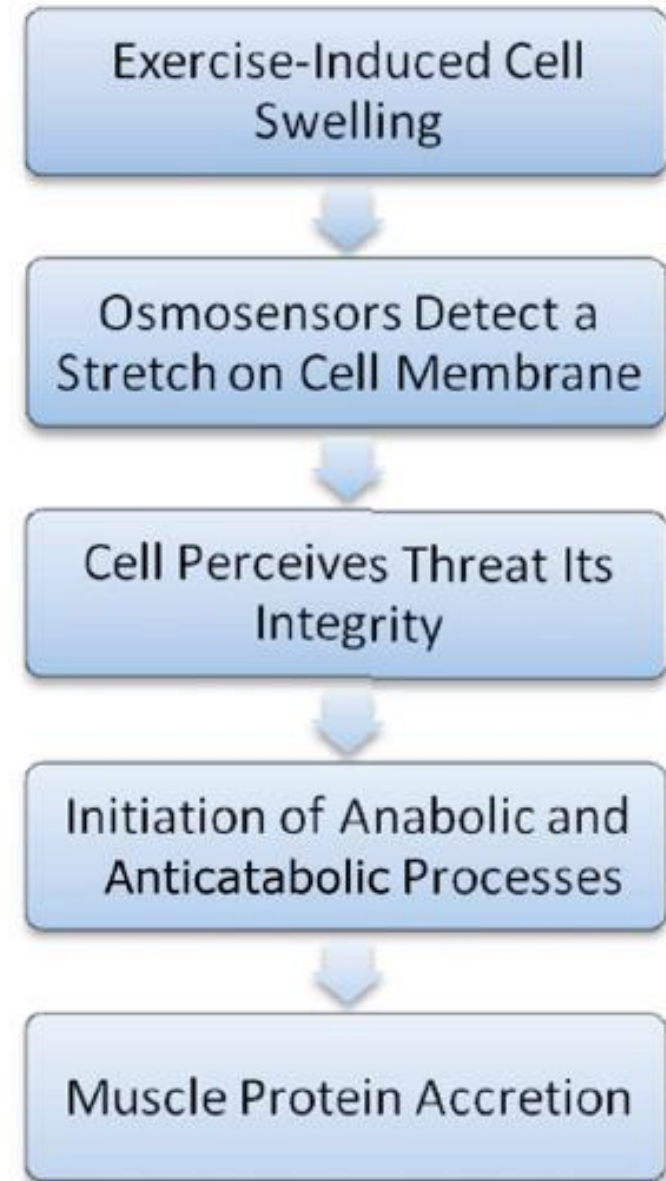 Exercise-Induced Cell
Swelling
Osmosensors Detect a
Stretch on Cell Membrane
Cell Perceives Threat Its
Integrity
Initiation of Anabolic and
Anticatabolic Processes
Muscle Protein Accretion